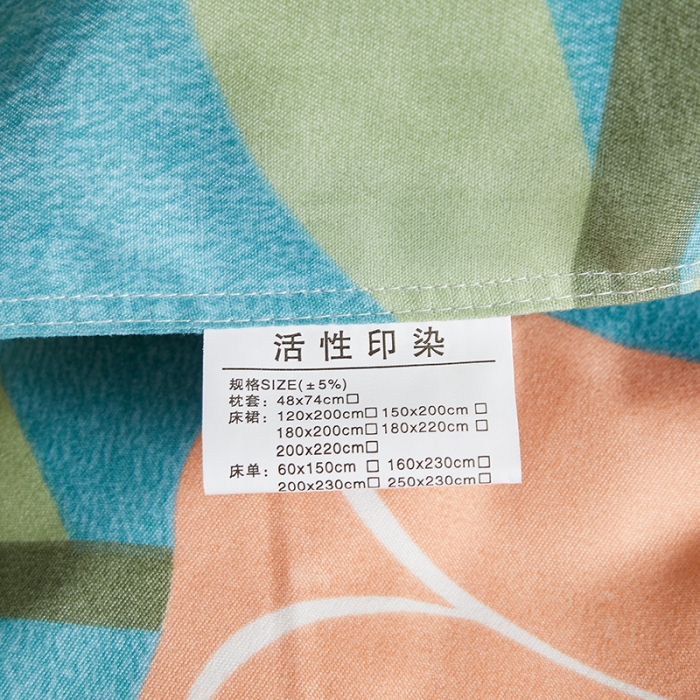 活性印染
规格SIZE(±5%)
枕套：48x74cm□
床裙：120x200cm□ 150x200cm □
180x200cm□ 180x220cm □
200x220cm□
床单：60x150cm □ 160x230cm□
200x230cm□ 250x230cm□